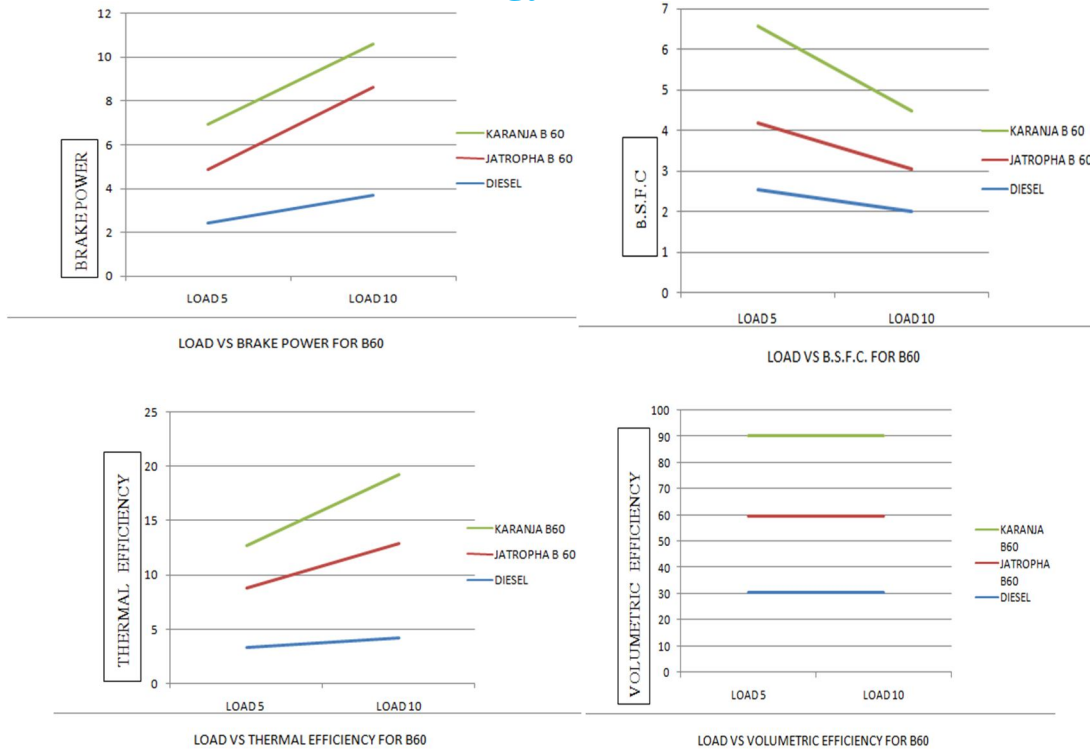 12
10
8
6
4
2
0
BRAKE POWER
LOAD 5 LOAD 10
KARANJA B 60
JATROPHA B 60
DIESEL
LOAD VS BRAKE POWER FOR B60
7
6
5
4
3
2
1
0
B.S.F.C
LOAD 5 LOAD 10
KARANJA B 60
JATROPHA B 60
DIESEL
LOAD VS B.S.F.C. FOR B60
25
20
15
10
5
0
THERMAL EFFICIENCY
LOAD 5 LOAD 10
KARANJA B60
JATROPHA B 60
DIESEL
LOAD VS THERMAL EFFICIENCY FOR B60
100
90
80
70
60
50
40
30
20
10
0
VOLUMETRIC EFFICIENCY
LOAD 5 LOAD 10
KARANJA
B60
JATROPHA
B60
DIESEL
LOAD VS VOLUMETRIC EFFICIENCY FOR B60